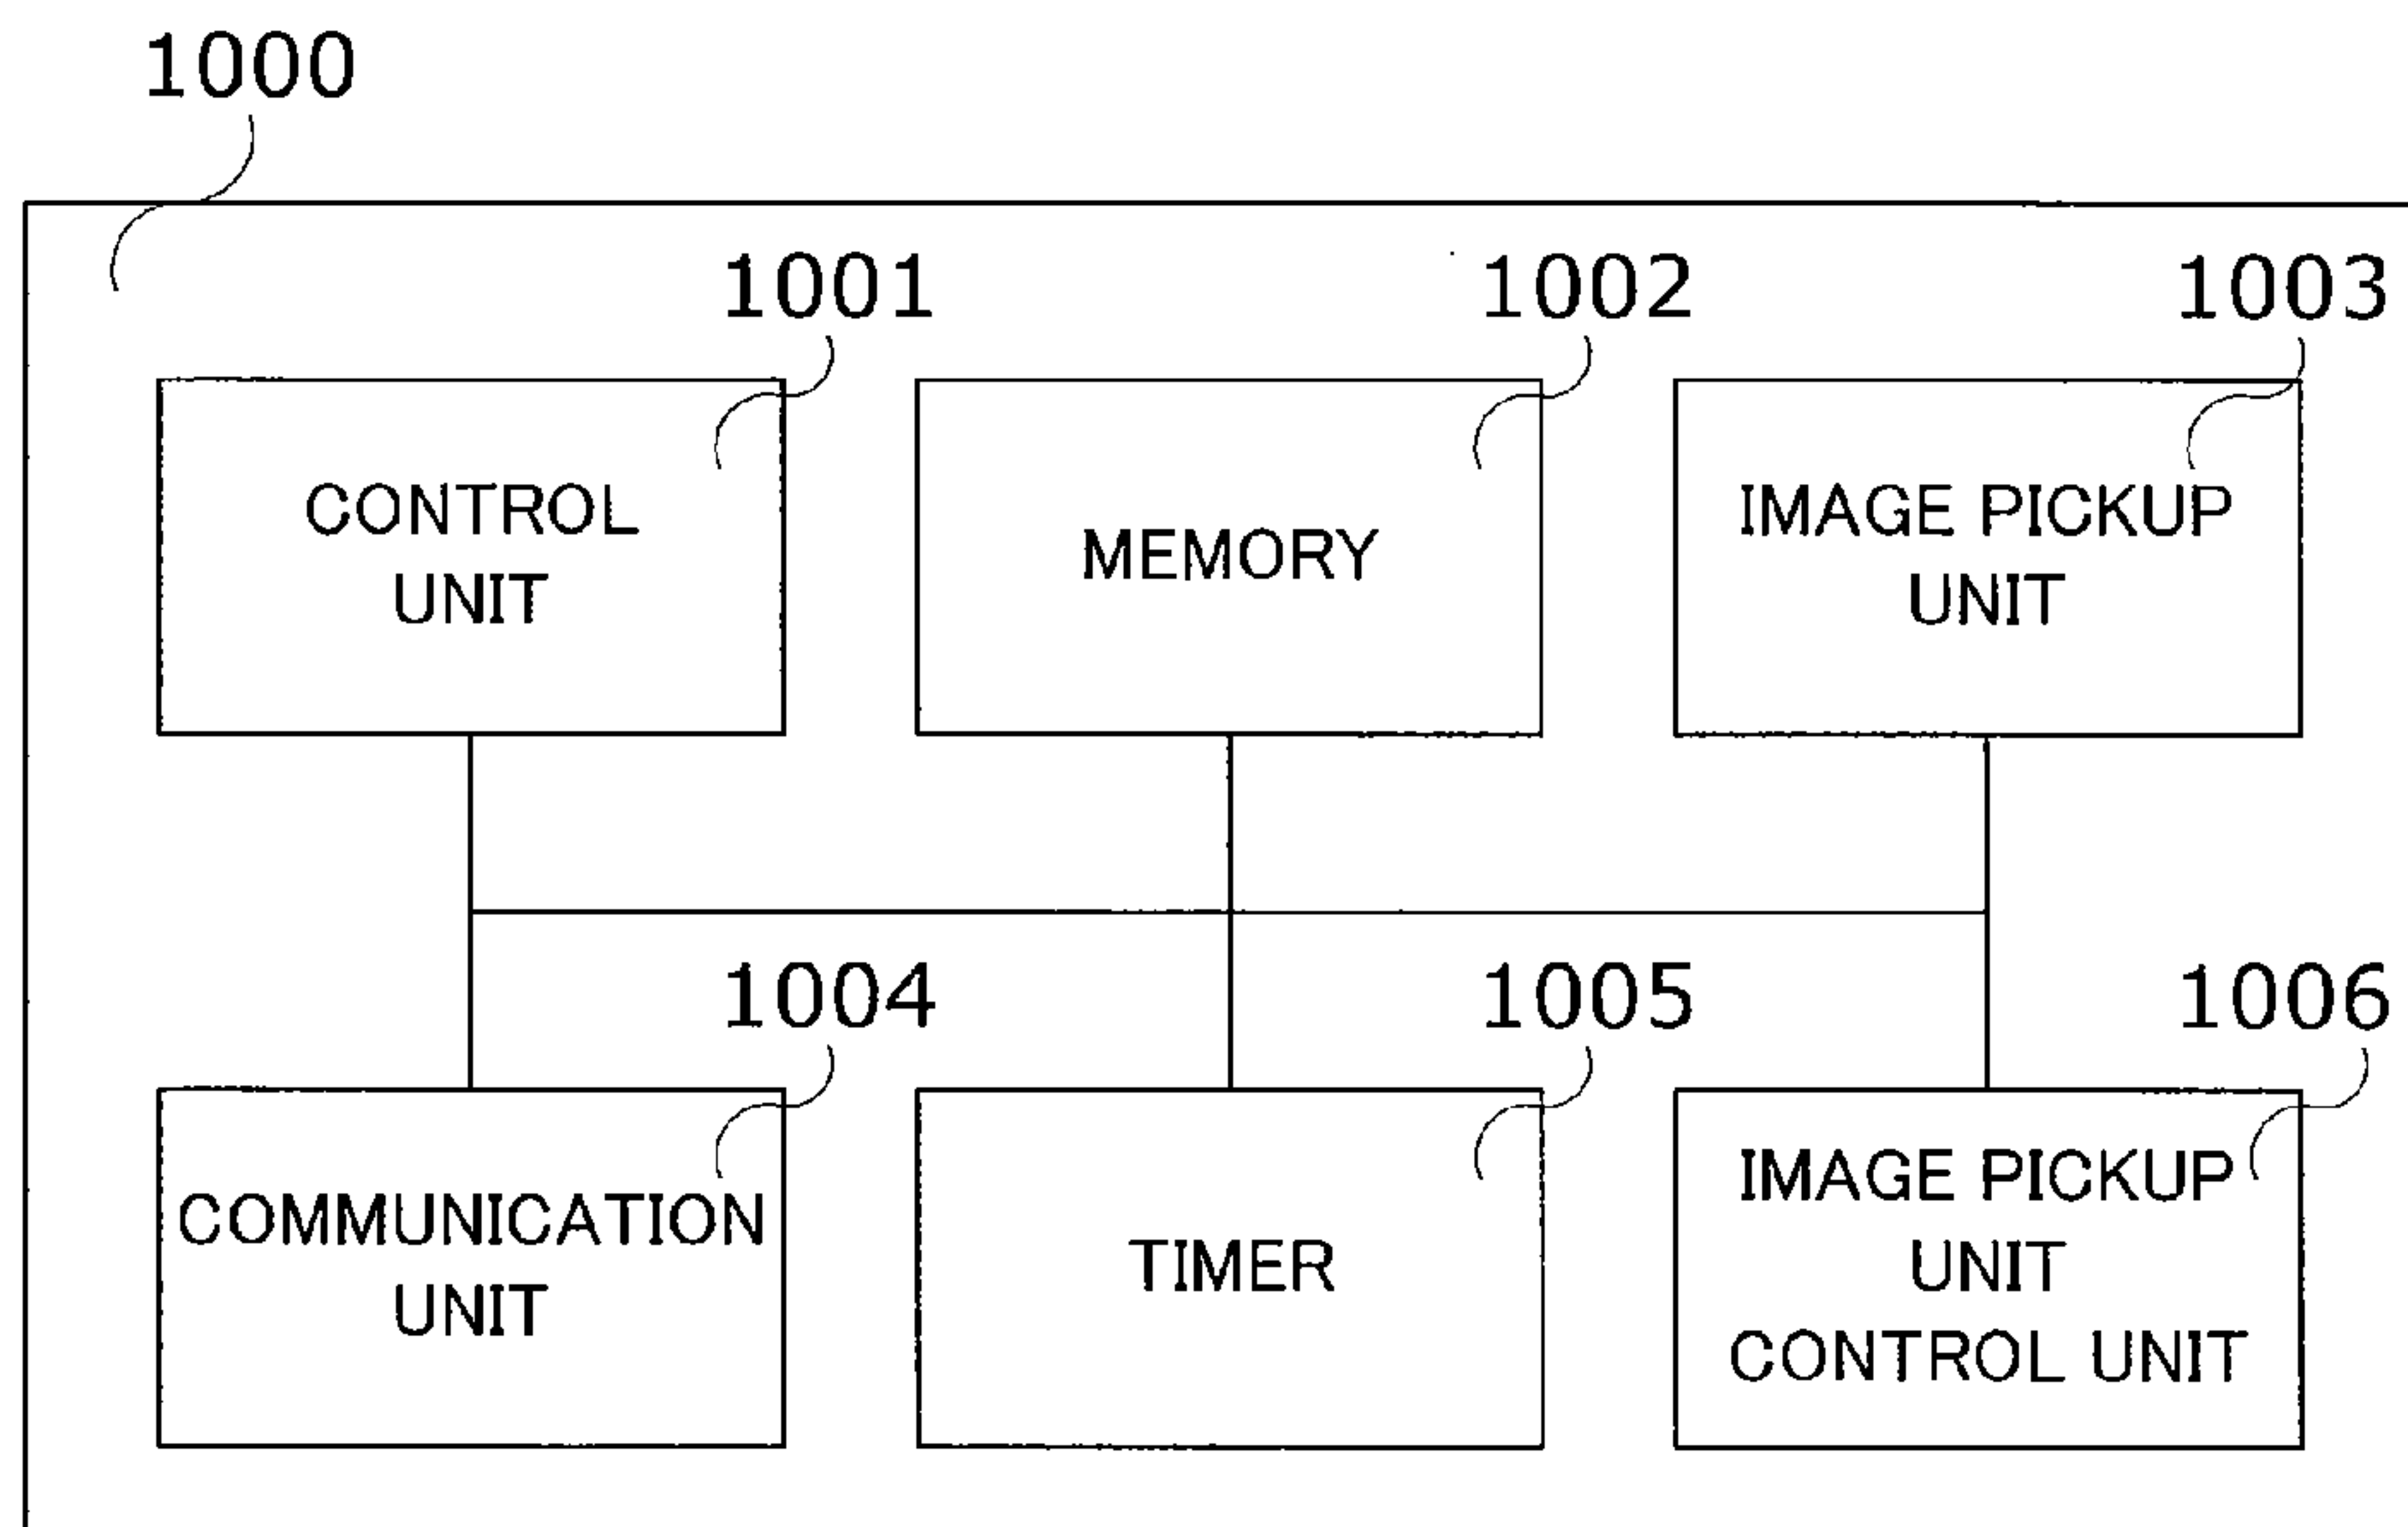 1000
1001
1002
1003
CONTROL
UNIT
MEMORY
IMAGE PICKUP
UNIT
1004
1005
1006
COMMUNICATION
UNIT
TIMER
IMAGE PICKUP
UNIT
CONTROL UNIT